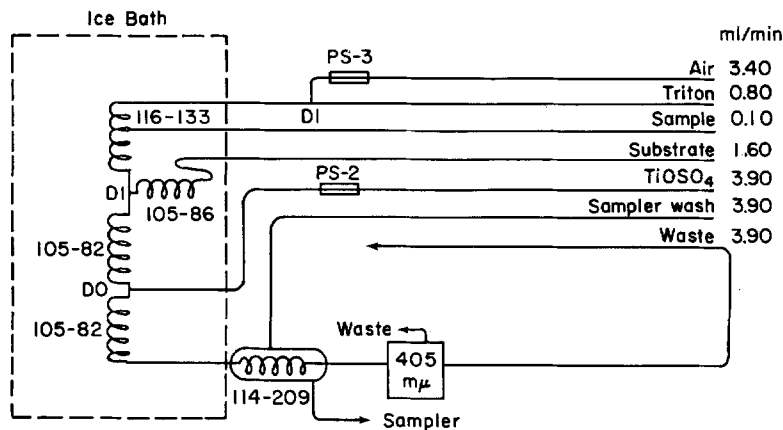 Ice Bath
ml/min
PS-3
Air 3.40
Triton 0.80
116-133
D1
Sample 0.10
Substrate 1.60
PS-2
TiOSO4 3.90
D1
105-86
Sampler wash 3.90
105-82
Waste 3.90
D0
105-82
Waste
405
mμ
114-209
Sampler